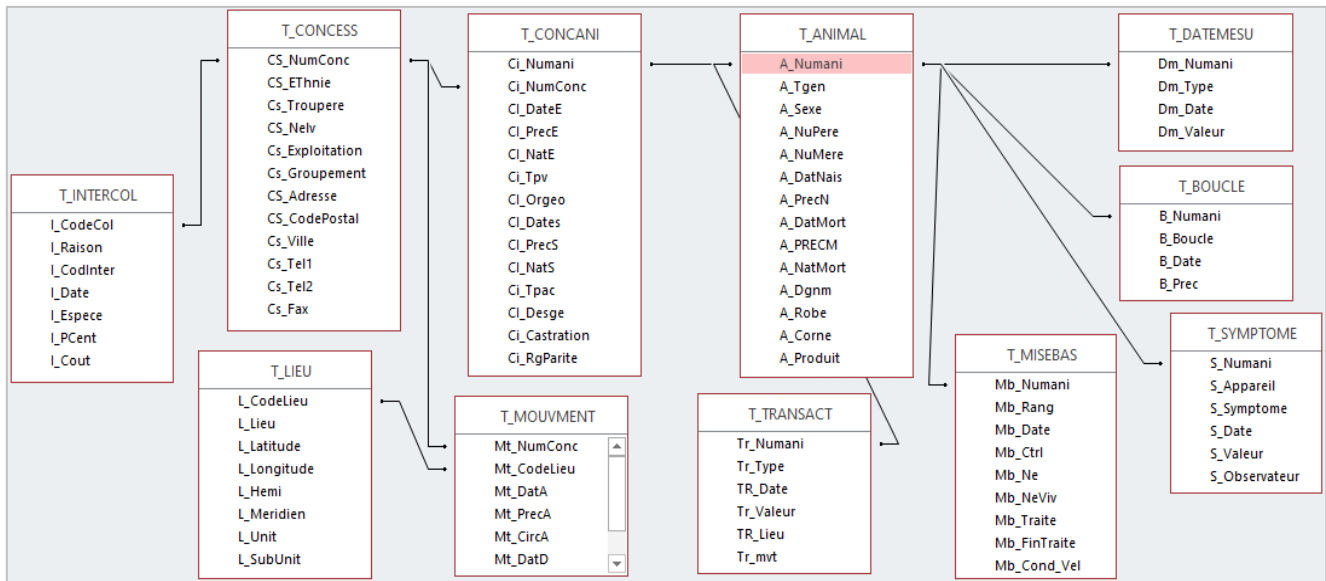 T_INTERCOL
I_CodeCol
I_Raison
I_CodInter
I_Date
I_Espece
I_PCent
I_Cout
T_CONCESS
CS_NumConc
CS_EThnie
Cs_Troupere
CS_Nelv
Cs_Exploitation
Cs_Groupement
CS_Adresse
CS_CodePostal
Cs_Ville
Cs_Tel1
Cs_Tel2
Cs_Fax
T_LIEU
L_CodeLieu
L_Lieu
L_Latitude
L_Longitude
L_Hemi
L_Meridien
L_Unit
L_SubUnit
T_CONCANI
Ci_Numani
Ci_NumConc
CI_DateE
CI_PrecE
CI_NatE
Ci_Tpv
CI_Orgeo
CI_Dates
CI_PrecS
CI_NatS
Ci_Tpac
CI_Desge
Ci_Castration
Ci_RgParite
T_MOUVMENT
Mt_NumConc
Mt_CodeLieu
Mt_DatA
Mt_PrecA
Mt_CircA
Mt_DatD
T_ANIMAL
A_Numani
A_Tgen
A_Sexe
A_NuPere
A_NuMere
A_DatNais
A_PrecN
A_DatMort
A_PRECM
A_NatMort
A_Dgnm
A_Robe
A_Corne
A_Produit
T_TRANSACT
Tr_Numani
Tr_Type
TR_Date
Tr_Valeur
TR_Lieu
Tr_mvt
T_MISEBAS
Mb_Numani
Mb_Rang
Mb_Date
Mb_Ctrl
Mb_Ne
Mb_NeViv
Mb_Traite
Mb_FinTraite
Mb_Cond_Vel
T_DATEMESU
Dm_Numani
Dm_Type
Dm_Date
Dm_Valeur
T_BOUCLE
B_Numani
B_Boucle
B_Date
B_Prec
T_SYMPTOME
S_Numani
S_Appareil
S_Symptome
S_Date
S_Valeur
S_Observateur